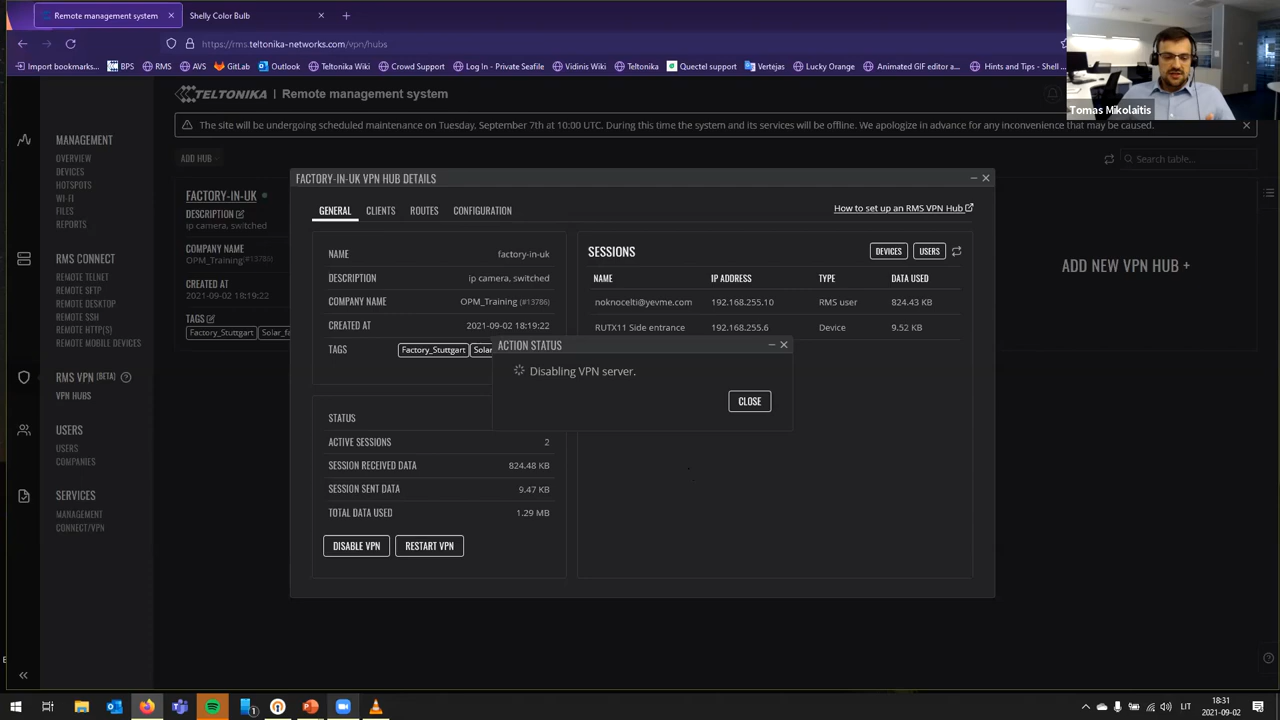 Remote management system
Shelly Color Bulb
https://rms.teltonika-networks.com/vpn/hubs
Import bookmarks...
BPS
RMS
AVS
GitLab
Outlook
Teltonika Wiki
Crowd Support
Log In - Private Seafile
Vidinis Wiki
Teltonika
Quectel support
Vertėjas
Lucky Orange
Animated GIF editor a...
Hints and Tips - Shell ...
Tomas Mikolaitis
TELTONIKA | Remote management system
The site will be undergoing scheduled maintenance on Tuesday, September 7th at 10:00 UTC. During this time the system and its services will be offline. We apologize in advance for any inconvenience that may be caused.
MANAGEMENT
OVERVIEW
DEVICES
HOTSPOTS
WI-FI
FILES
REPORTS
RMS CONNECT
REMOTE TELNET
REMOTE SFTP
REMOTE DESKTOP
REMOTE SSH
REMOTE HTTP(S)
REMOTE MOBILE DEVICES
RMS VPN (BETA)
VPN HUBS
USERS
USERS
COMPANIES
SERVICES
MANAGEMENT
CONNECT/VPN
ADD HUB
Search table...
FACTORY-IN-UK
DESCRIPTION
ip camera, switched
COMPANY NAME
OPM_Training (#13786)
CREATED AT
2021-09-02 18:19:22
TAGS
Factory_Stuttgart
Solar_fa
ADD NEW VPN HUB +
FACTORY-IN-UK VPN HUB DETAILS
GENERAL
CLIENTS
ROUTES
CONFIGURATION
How to set up an RMS VPN Hub
NAME factory-in-uk
DESCRIPTION ip camera, switched
COMPANY NAME OPM_Training (#13786)
CREATED AT 2021-09-02 18:19:22
TAGS Factory_Stuttgart Solar
STATUS
ACTIVE SESSIONS 2
SESSION RECEIVED DATA 824.48 KB
SESSION SENT DATA 9.47 KB
TOTAL DATA USED 1.29 MB
DISABLE VPN
RESTART VPN
SESSIONS
DEVICES
USERS
NAME IP ADDRESS TYPE DATA USED
noknocelti@yevme.com 192.168.255.10 RMS user 824.43 KB
RUTX11 Side entrance 192.168.255.6 Device 9.52 KB
ACTION STATUS
Disabling VPN server.
CLOSE
1
LIT
18:31
2021-09-02